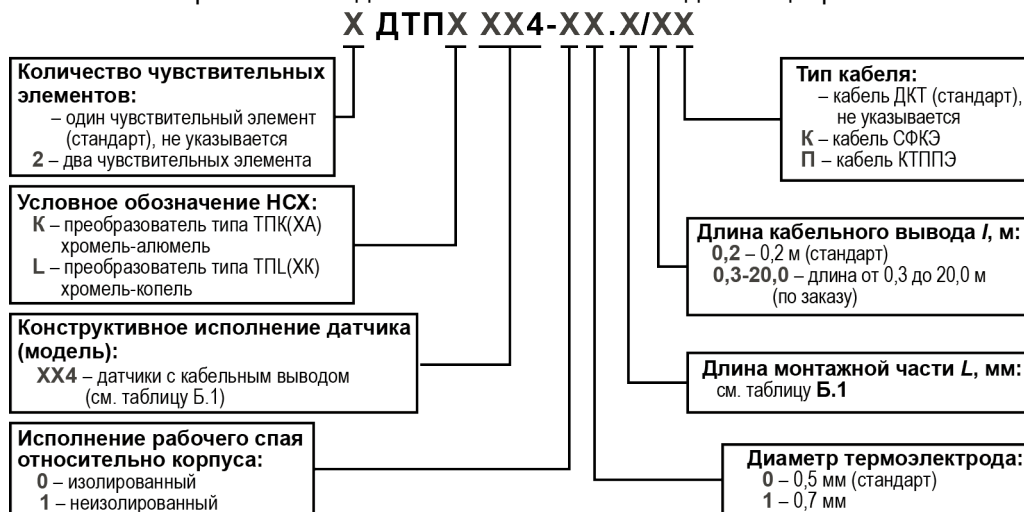 Х ДТПХ ХХ4-ХХ.Х/ХХ
Количество чувствительных
элементов:
– один чувствительный элемент
(стандарт), не указывается
2 – два чувствительных элемента
Условное обозначение НСХ:
К – преобразователь типа ТПК(ХА)
хромель-алюмель
L – преобразователь типа ТПL(ХК)
хромель-копель
Конструктивное исполнение датчика
(модель):
ХХ4 – датчики с кабельным выводом
(см. таблицу Б.1)
Исполнение рабочего спая
относительно корпуса:
0 – изолированный
1 – неизолированный
Тип кабеля:
– кабель ДКТ (стандарт),
не указывается
К – кабель СФКЭ
П – кабель КТППЭ
Длина кабельного вывода l, м:
0,2 – 0,2 м (стандарт)
0,3-20,0 – длина от 0,3 до 20,0 м
(по заказу)
Длина монтажной части L, мм:
см. таблицу Б.1
Диаметр термоэлектрода:
0 – 0,5 мм (стандарт)
1 – 0,7 мм